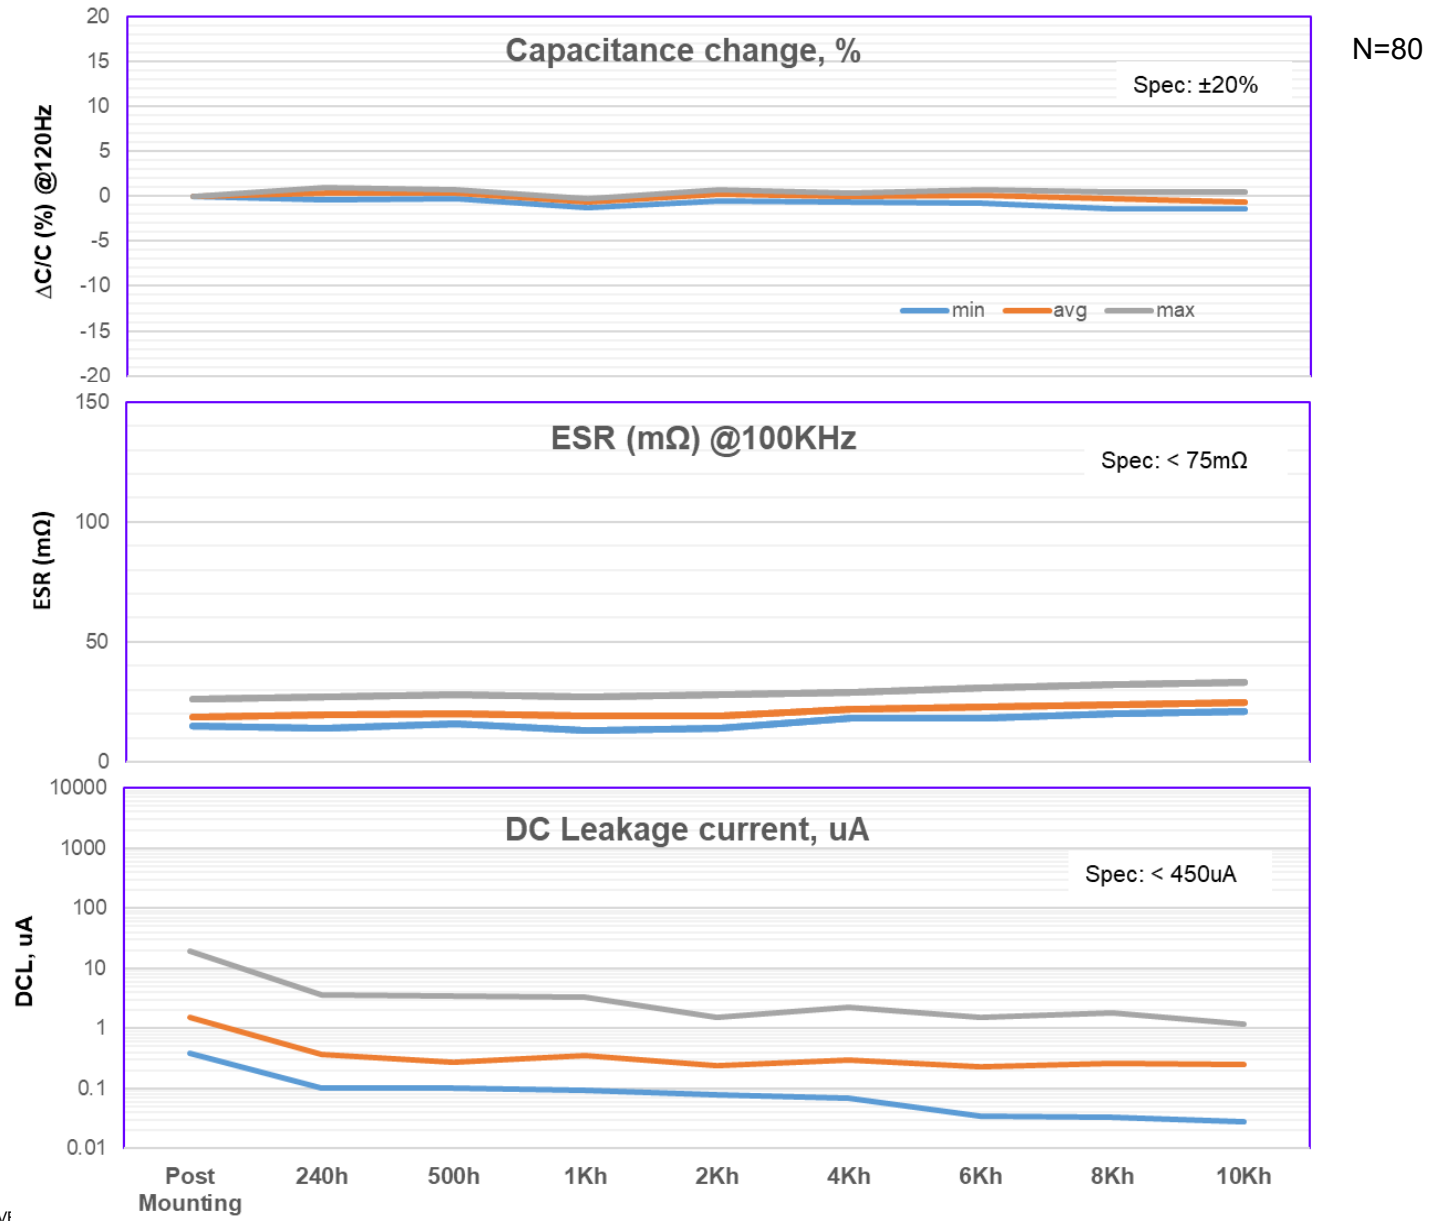 Capacitance change, %
N=80
Spec: ±20%
ΔC/C (%) @120Hz
20
15
10
5
0
-5
-10
-15
-20
min avg max
ESR (mΩ) @100KHz
Spec: < 75mΩ
ESR (mΩ)
150
100
50
0
DC Leakage current, uA
Spec: < 450uA
DCL, uA
10000
1000
100
10
1
0.1
0.01
Post Mounting 240h 500h 1Kh 2Kh 4Kh 6Kh 8Kh 10Kh